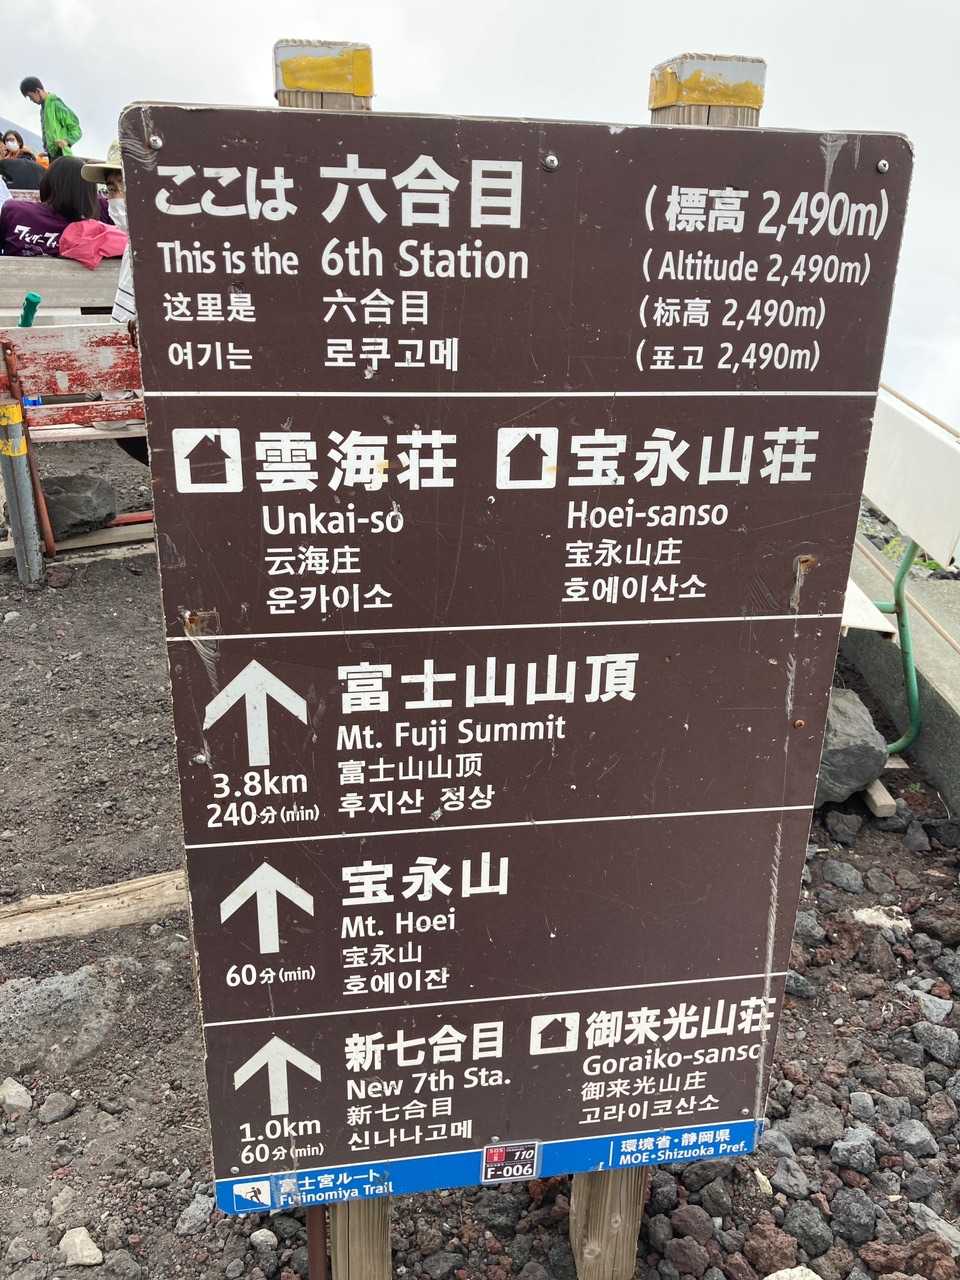 ここは 六合目 (標高 2,490m)
This is the 6th Station (Altitude 2,490m)
这里是 六合目 (标高 2,490m)
여기는 로쿠고메 (표고 2,490m)
雲海荘
Unkai-so
云海庄
운카이소
宝永山荘
Hoei-sanso
宝永山庄
호에이산소
富士山山頂
Mt. Fuji Summit
富士山山顶
후지산 정상
3.8km
240分(min)
宝永山
Mt. Hoei
宝永山
호에이잔
60分(min)
新七合目
New 7th Sta.
新七合目
신나나고메
1.0km
60分(min)
御来光山荘
Goraiko-sanso
御来光山庄
고라이코산소
富士宮ルート
Fujinomiya Trail
SOS 110
F-006
環境省・静岡県
MOE・Shizuoka Pref.